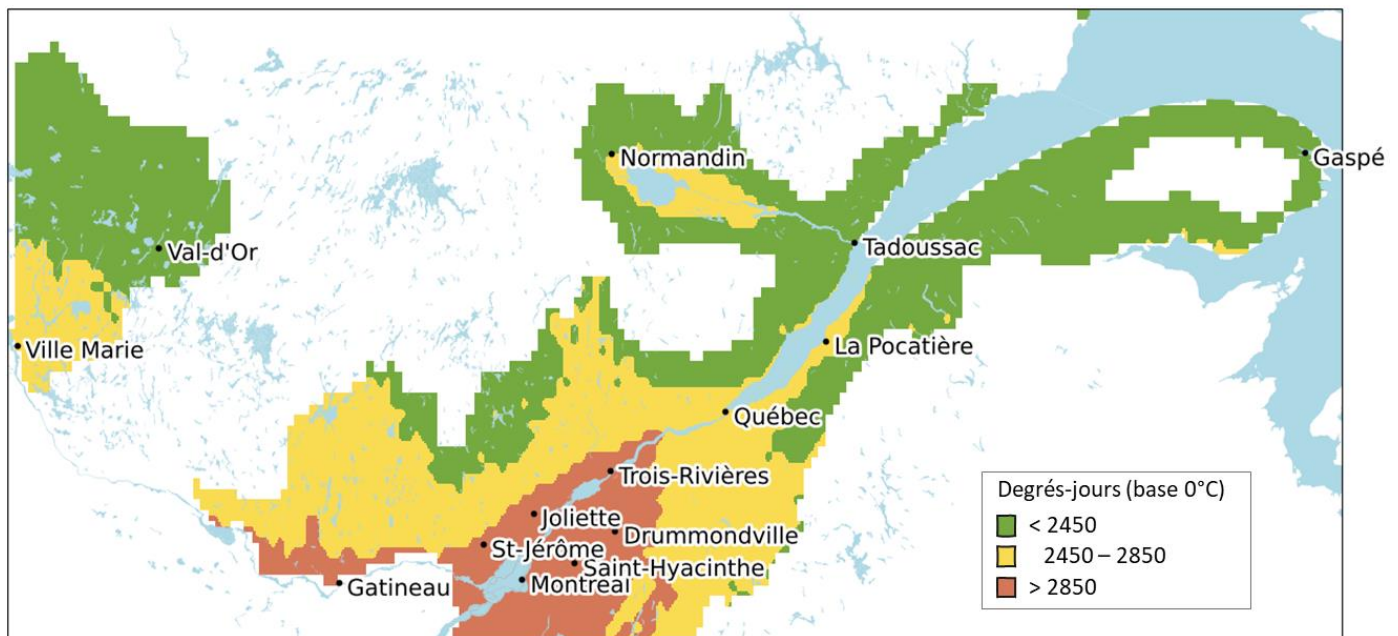 Normandin
Gaspé
Val-d'Or
Tadoussac
Ville Marie
La Pocatière
Québec
Trois-Rivières
Joliette
Drummondville
St-Jérôme
Saint-Hyacinthe
Montréal
Gatineau
Degrés-jours (base 0°C)
< 2450
2450 – 2850
> 2850